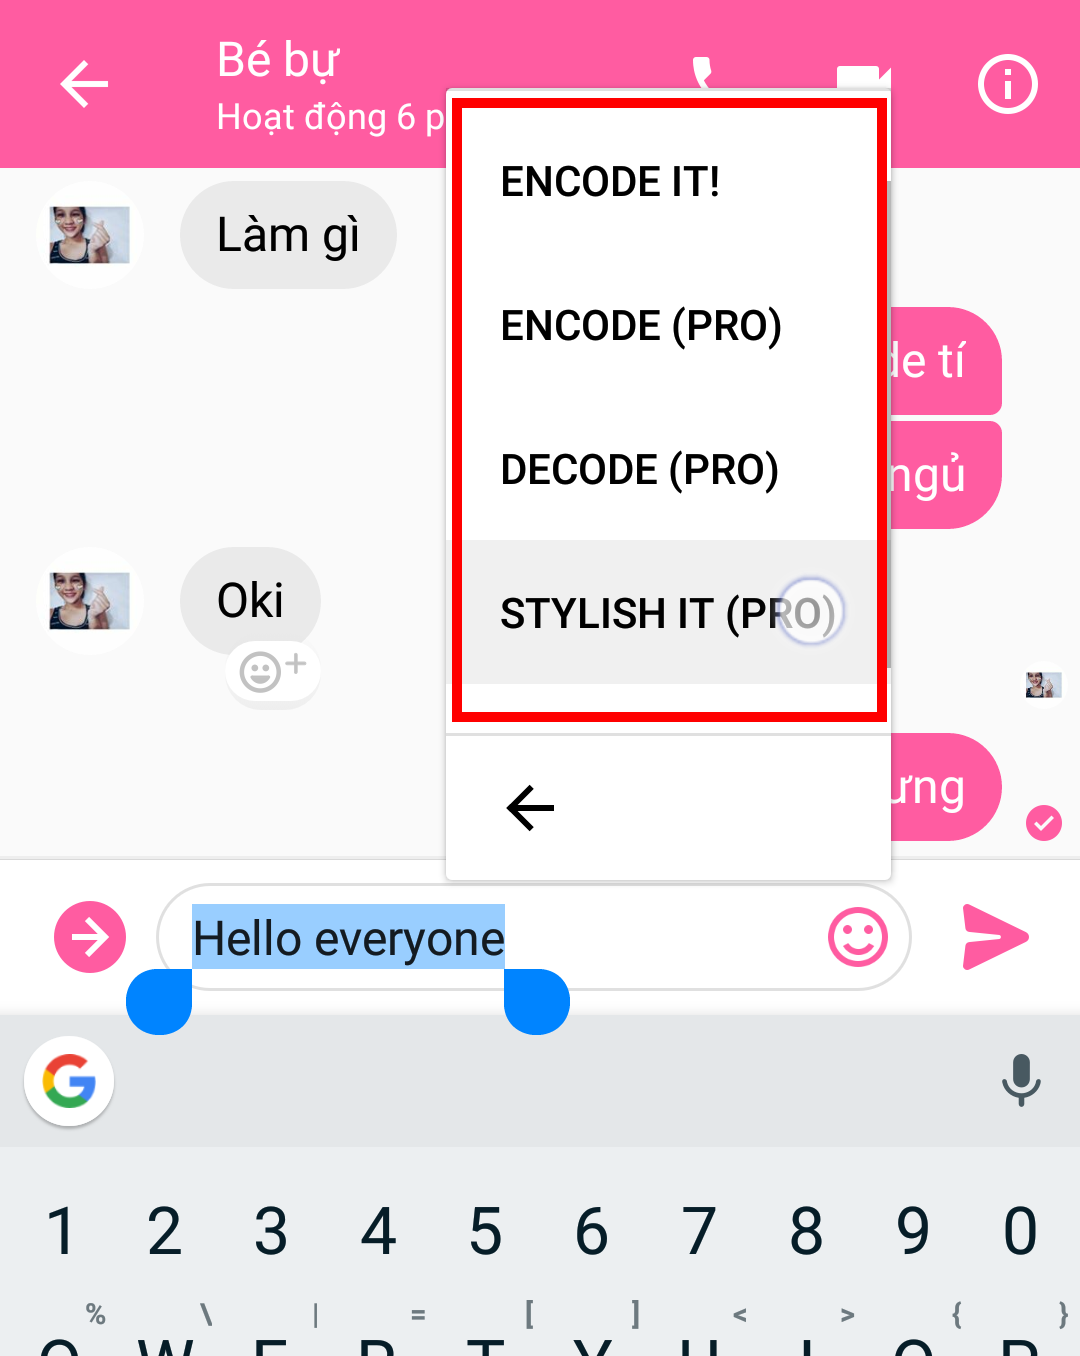 Bé bự
Hoạt động 6 p
Làm gì
ENCODE IT!
ENCODE (PRO)
de tí
DECODE (PRO)
ngủ
Oki
STYLISH IT (PRO)
ưng
Hello everyone
1 2 3 4 5 6 7 8 9 0
% \ | = [ ] < > { }